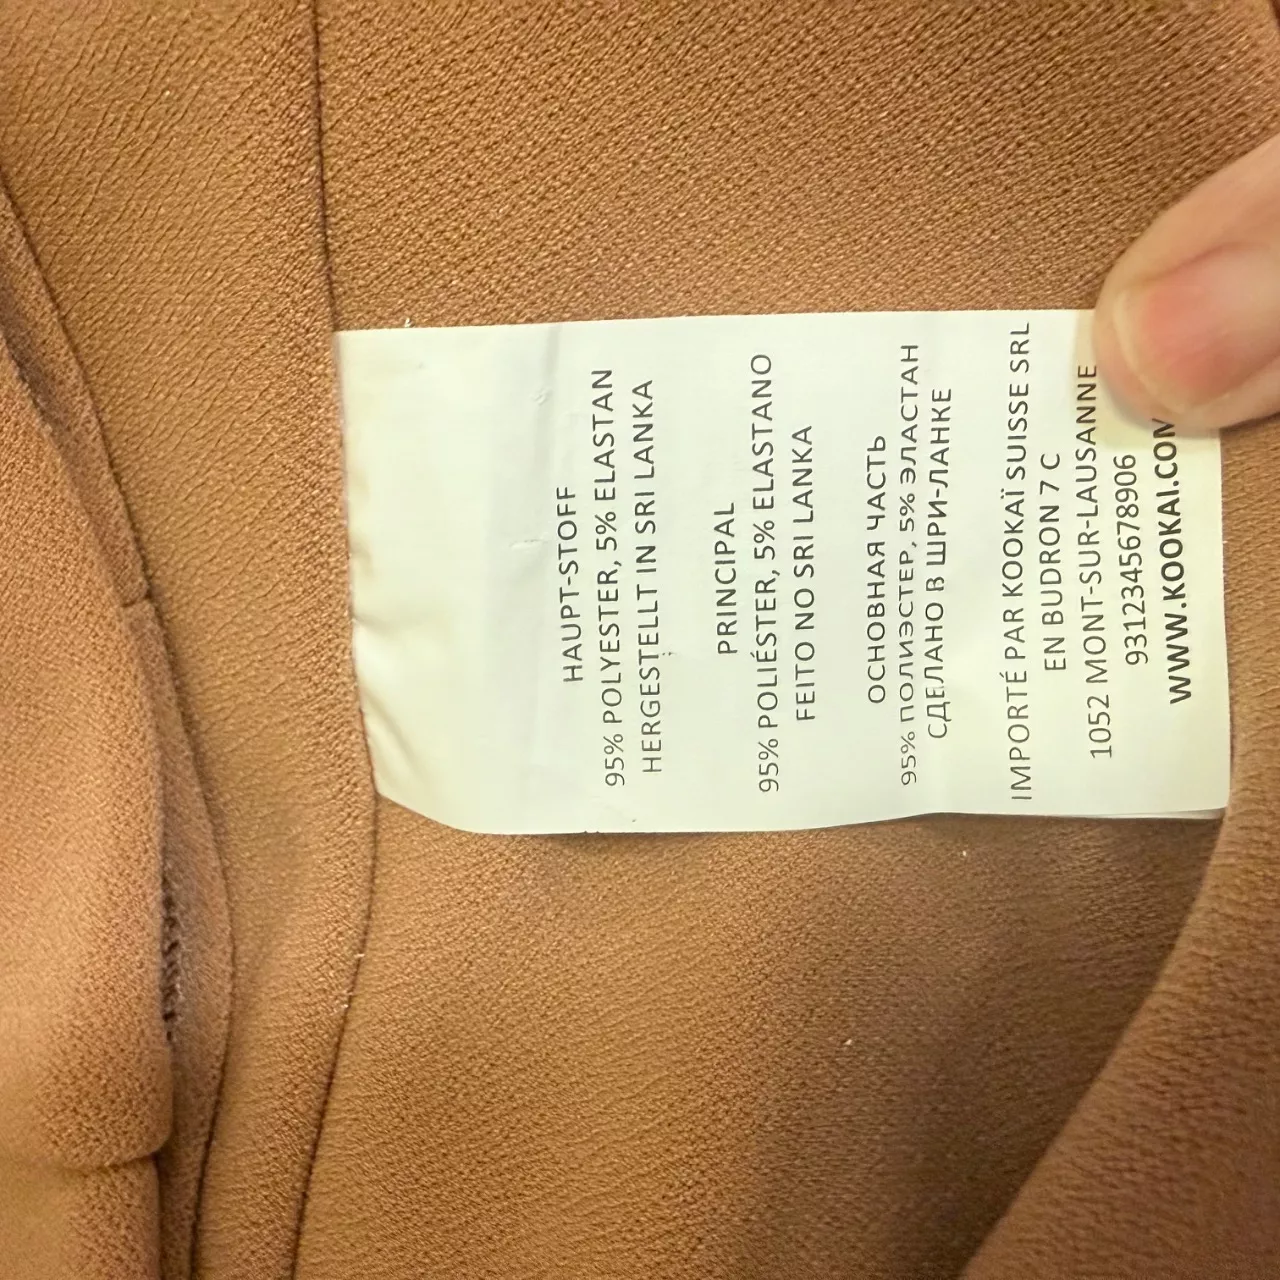 HAUPT-STOFF
95% POLYESTER, 5% ELASTAN
HERGESTELLT IN SRI LANKA
PRINCIPAL
95% POLIÉSTER, 5% ELASTANO
FEITO NO SRI LANKA
ОСНОВНАЯ ЧАСТЬ
95% ПОЛИЭСТЕР, 5% ЭЛАСТАН
СДЕЛАНО В ШРИ-ЛАНКЕ
IMPORTÉ PAR KOOKAÏ SUISSE SRL
EN BUDRON 7 C
1052 MONT-SUR-LAUSANNE
9312345678906
WWW.KOOKAI.COM